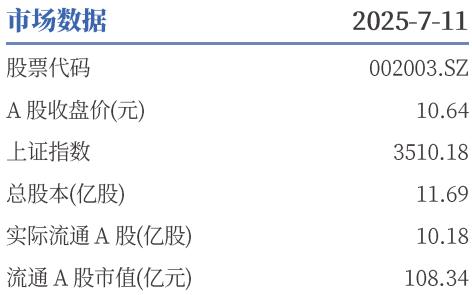 市场数据 2025-7-11
股票代码 002003.SZ
A 股收盘价(元) 10.64
上证指数 3510.18
总股本(亿股) 11.69
实际流通 A 股(亿股) 10.18
流通 A 股市值(亿元) 108.34